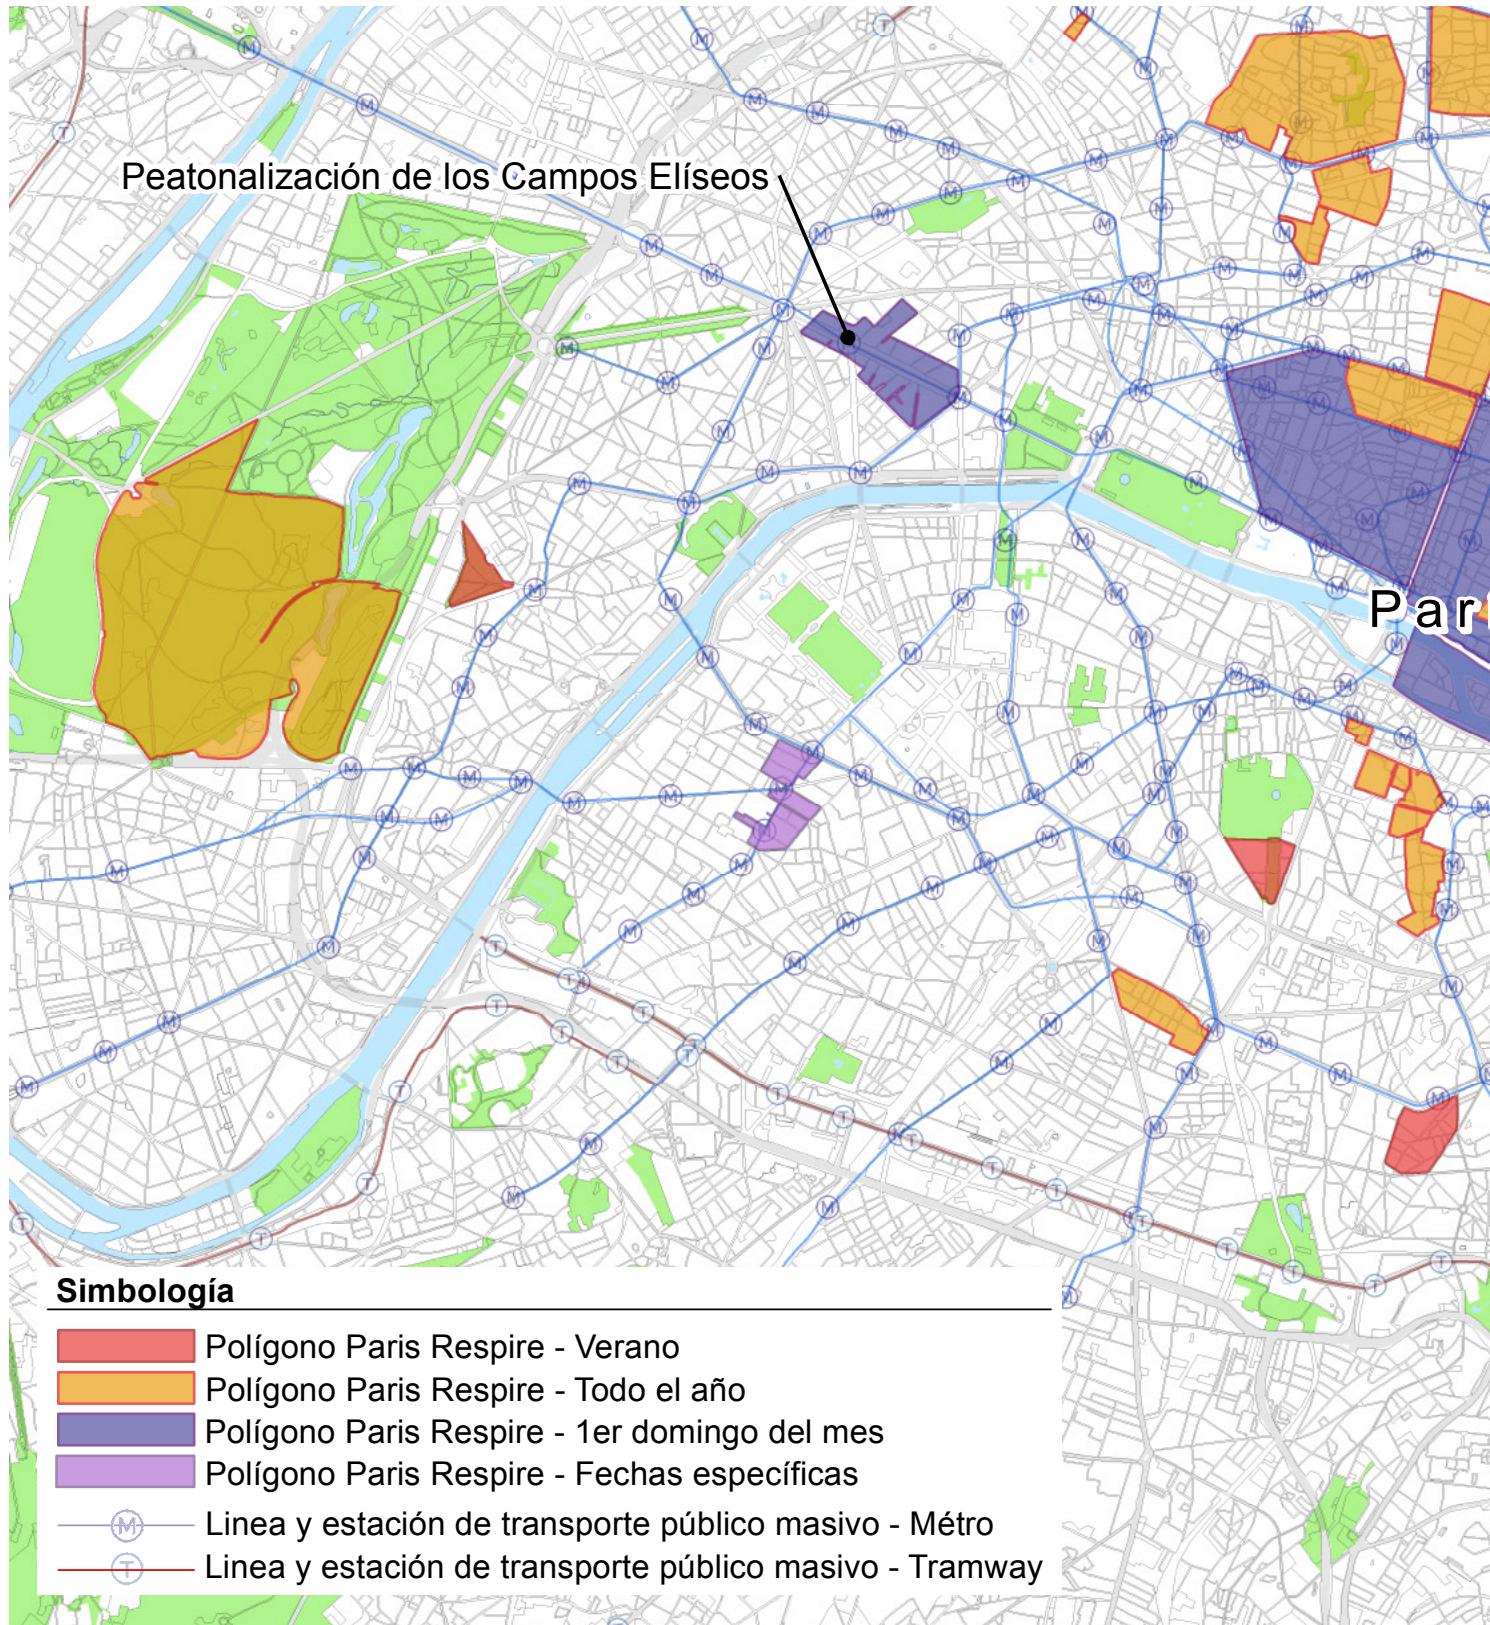 Peatonalización de los Campos Elíseos
Par
Simbología
Polígono Paris Respire - Verano
Polígono Paris Respire - Todo el año
Polígono Paris Respire - 1er domingo del mes
Polígono Paris Respire - Fechas específicas
M Linea y estación de transporte público masivo - Métro
T Linea y estación de transporte público masivo - Tramway